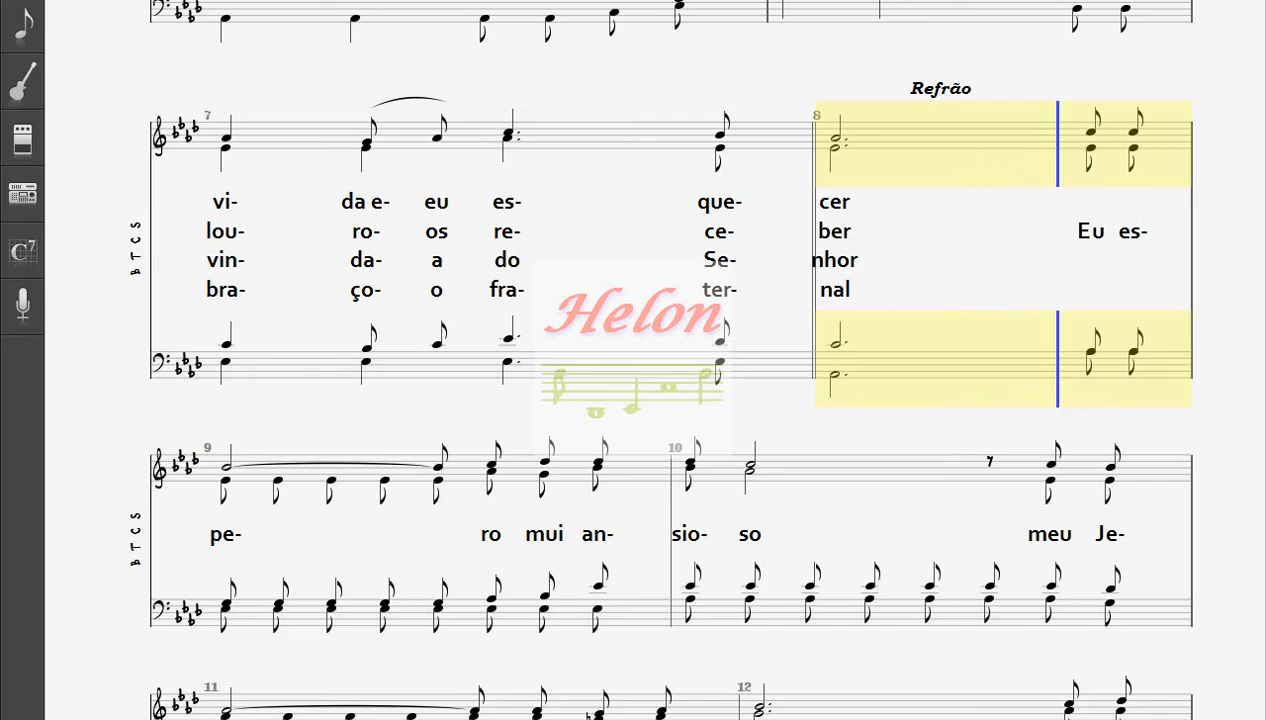 Refrão
7
8
vi- da e- eu es- que- cer
lou- ro- os re- ce- ber Eu es-
vin- da- a do Se- nhor
bra- ço- o fra- ter- nal
B T C S
Helon
9
10
pe- ro mui an- sio- so meu Je-
B T C S
11
12
C7